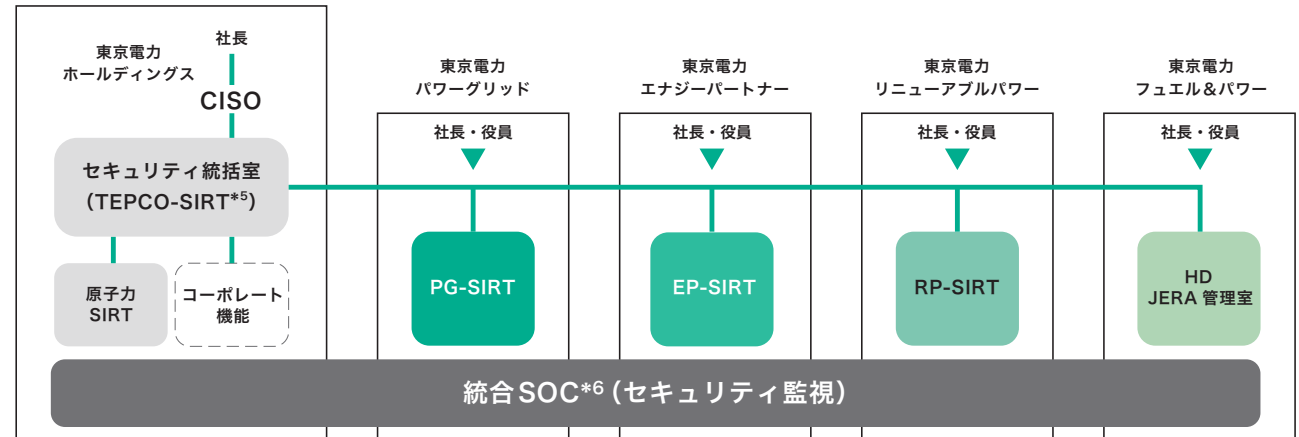 東京電力
ホールディングス
社長
CISO
セキュリティ統括室
（TEPCO-SIRT*5）
原子力
SIRT
コーポレート
機能
東京電力
パワーグリッド
社長・役員
PG-SIRT
東京電力
エナジーパートナー
社長・役員
EP-SIRT
東京電力
リニューアブルパワー
社長・役員
RP-SIRT
東京電力
フュエル＆パワー
社長・役員
HD
JERA 管理室
統合SOC*6（セキュリティ監視）